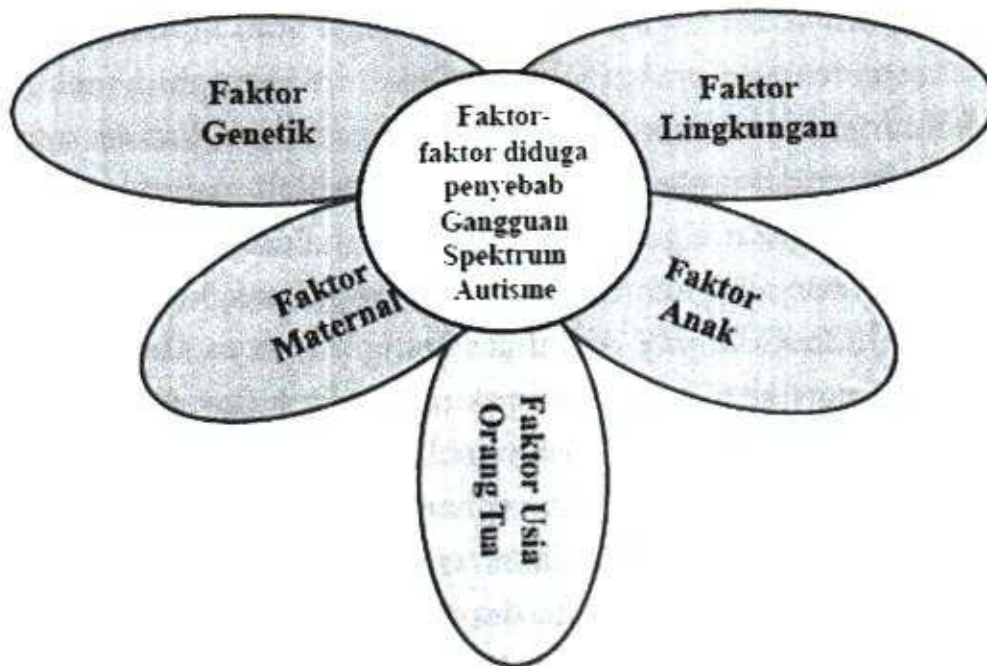 Faktor
Genetik
Faktor
Lingkungan
Faktor-
faktor diduga
penyebab
Gangguan
Spektrum
Autisme
Faktor
Maternal
Faktor
Anak
Faktor Usia
Orang Tua